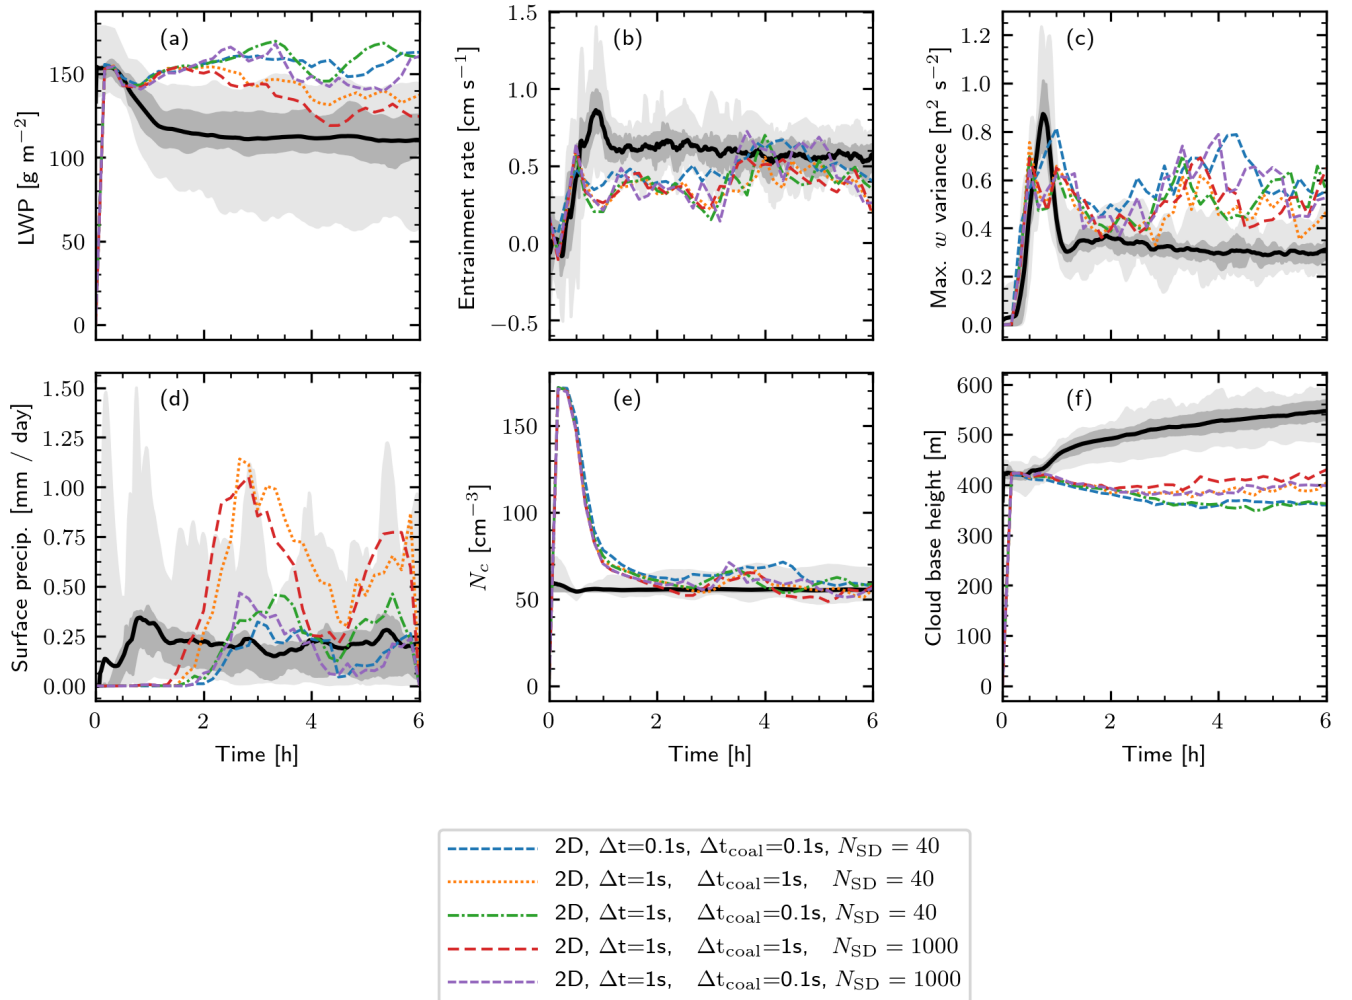 (a)
LWP [g m⁻²]
0
50
100
150
(b)
Entrainment rate [cm s⁻¹]
−0.5
0.0
0.5
1.0
1.5
(c)
Max. w variance [m² s⁻²]
0.0
0.2
0.4
0.6
0.8
1.0
1.2
(d)
Surface precip. [mm / day]
0.00
0.25
0.50
0.75
1.00
1.25
1.50
0 2 4 6
Time [h]
(e)
N_c [cm⁻³]
0
50
100
150
0 2 4 6
Time [h]
(f)
Cloud base height [m]
0
100
200
300
400
500
600
0 2 4 6
Time [h]
2D, Δt=0.1s, Δt_coal=0.1s, N_SD = 40
2D, Δt=1s, Δt_coal=1s, N_SD = 40
2D, Δt=1s, Δt_coal=0.1s, N_SD = 40
2D, Δt=1s, Δt_coal=1s, N_SD = 1000
2D, Δt=1s, Δt_coal=0.1s, N_SD = 1000